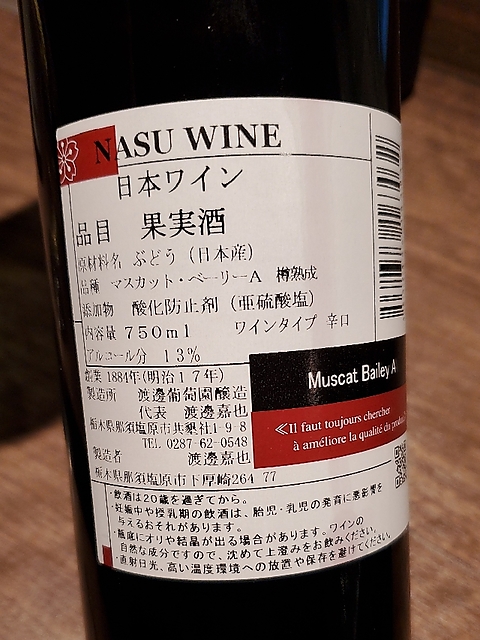 NASU WINE
日本ワイン
品目 果実酒
原材料名 ぶどう (日本産)
品種 マスカット・ベーリーA 樽熟成
添加物 酸化防止剤 (亜硫酸塩)
内容量 750ml ワインタイプ 辛口
アルコール分 13%
創業 1884年(明治17年)
製造所 渡邊葡萄園醸造
代表 渡邊嘉也
栃木県那須塩原市共墾社1-9-8
TEL. 0287-62-0548
製造者 渡邊嘉也
栃木県那須塩原市下厚崎264 77
Muscat Bailey A
≪Il faut toujours chercher
à améliore la qualité du
・飲酒は20歳を過ぎてから。
・妊娠中や授乳期の飲酒は、胎児・乳児の発育に悪影響を
与えるおそれがあります。
・瓶底にオリや結晶が出る場合があります。ワインの
自然な成分ですので、沈めて上澄みをお飲みください。
・直射日光、高い温度環境への放置や保存を避けてください。